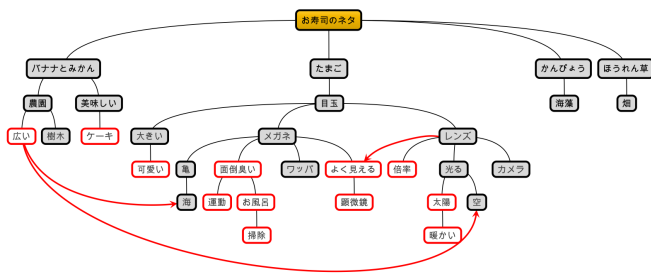 お寿司のネタ
バナナとみかん
たまご
かんぴょう
ほうれん草
農園
美味しい
目玉
海藻
畑
広い
樹木
ケーキ
大きい
メガネ
レンズ
可愛い
亀
面倒臭い
ワッパ
よく見える
倍率
光る
カメラ
海
運動
お風呂
顕微鏡
太陽
空
掃除
暖かい